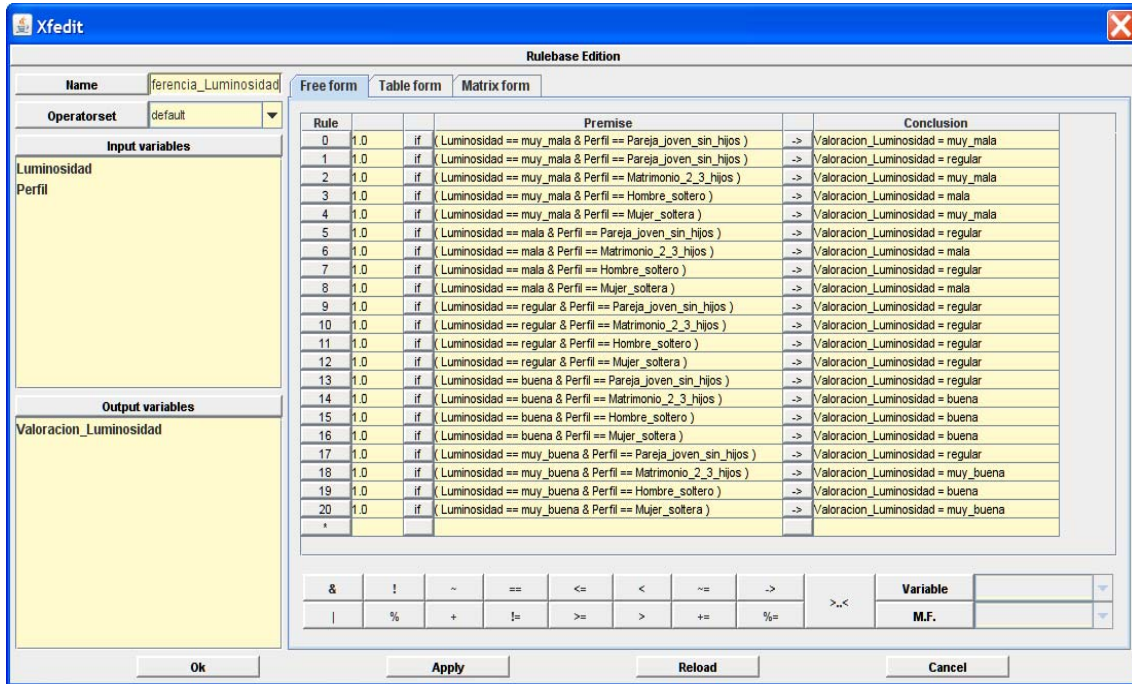 Xfedit
Rulebase Edition
Name ferencia_Luminosidad
Operatorset default
Input variables
Luminosidad
Perfil
Output variables
Valoracion_Luminosidad
Free form Table form Matrix form
Rule Premise Conclusion
0 1.0 if ( Luminosidad == muy_mala & Perfil == Pareja_joven_sin_hijos ) -> Valoracion_Luminosidad = muy_mala
1 1.0 if ( Luminosidad == muy_mala & Perfil == Pareja_joven_sin_hijos ) -> Valoracion_Luminosidad = regular
2 1.0 if ( Luminosidad == muy_mala & Perfil == Matrimonio_2_3_hijos ) -> Valoracion_Luminosidad = muy_mala
3 1.0 if ( Luminosidad == muy_mala & Perfil == Hombre_soltero ) -> Valoracion_Luminosidad = mala
4 1.0 if ( Luminosidad == muy_mala & Perfil == Mujer_soltera ) -> Valoracion_Luminosidad = muy_mala
5 1.0 if ( Luminosidad == mala & Perfil == Pareja_joven_sin_hijos ) -> Valoracion_Luminosidad = regular
6 1.0 if ( Luminosidad == mala & Perfil == Matrimonio_2_3_hijos ) -> Valoracion_Luminosidad = mala
7 1.0 if ( Luminosidad == mala & Perfil == Hombre_soltero ) -> Valoracion_Luminosidad = regular
8 1.0 if ( Luminosidad == mala & Perfil == Mujer_soltera ) -> Valoracion_Luminosidad = mala
9 1.0 if ( Luminosidad == regular & Perfil == Pareja_joven_sin_hijos ) -> Valoracion_Luminosidad = regular
10 1.0 if ( Luminosidad == regular & Perfil == Matrimonio_2_3_hijos ) -> Valoracion_Luminosidad = regular
11 1.0 if ( Luminosidad == regular & Perfil == Hombre_soltero ) -> Valoracion_Luminosidad = regular
12 1.0 if ( Luminosidad == regular & Perfil == Mujer_soltera ) -> Valoracion_Luminosidad = regular
13 1.0 if ( Luminosidad == buena & Perfil == Pareja_joven_sin_hijos ) -> Valoracion_Luminosidad = regular
14 1.0 if ( Luminosidad == buena & Perfil == Matrimonio_2_3_hijos ) -> Valoracion_Luminosidad = buena
15 1.0 if ( Luminosidad == buena & Perfil == Hombre_soltero ) -> Valoracion_Luminosidad = buena
16 1.0 if ( Luminosidad == buena & Perfil == Mujer_soltera ) -> Valoracion_Luminosidad = buena
17 1.0 if ( Luminosidad == muy_buena & Perfil == Pareja_joven_sin_hijos ) -> Valoracion_Luminosidad = regular
18 1.0 if ( Luminosidad == muy_buena & Perfil == Matrimonio_2_3_hijos ) -> Valoracion_Luminosidad = muy_buena
19 1.0 if ( Luminosidad == muy_buena & Perfil == Hombre_soltero ) -> Valoracion_Luminosidad = buena
20 1.0 if ( Luminosidad == muy_buena & Perfil == Mujer_soltera ) -> Valoracion_Luminosidad = muy_buena
*
& ! ~ == <= < ~= -> >..< Variable
| % + != >= > += %= M.F.
Ok Apply Reload Cancel